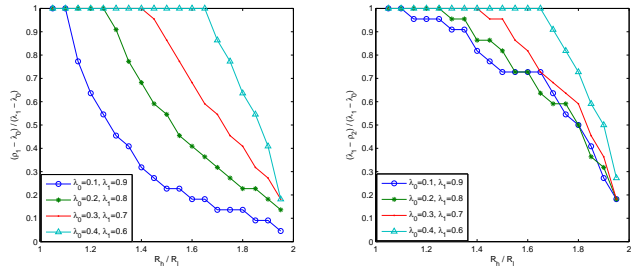 1
0.9
0.8
0.7
0.6
0.5
0.4
0.3
0.2
0.1
0
(ρ₁ − λ₀) / (λ₁ − λ₀)
λ₀=0.1, λ₁=0.9
λ₀=0.2, λ₁=0.8
λ₀=0.3, λ₁=0.7
λ₀=0.4, λ₁=0.6
1 1.2 1.4 1.6 1.8 2
Rₕ / Rₗ
1
0.9
0.8
0.7
0.6
0.5
0.4
0.3
0.2
0.1
0
(λ₁ − ρ₂) / (λ₁ − λ₀)
λ₀=0.1, λ₁=0.9
λ₀=0.2, λ₁=0.8
λ₀=0.3, λ₁=0.7
λ₀=0.4, λ₁=0.6
1 1.2 1.4 1.6 1.8 2
Rₕ / Rₗ